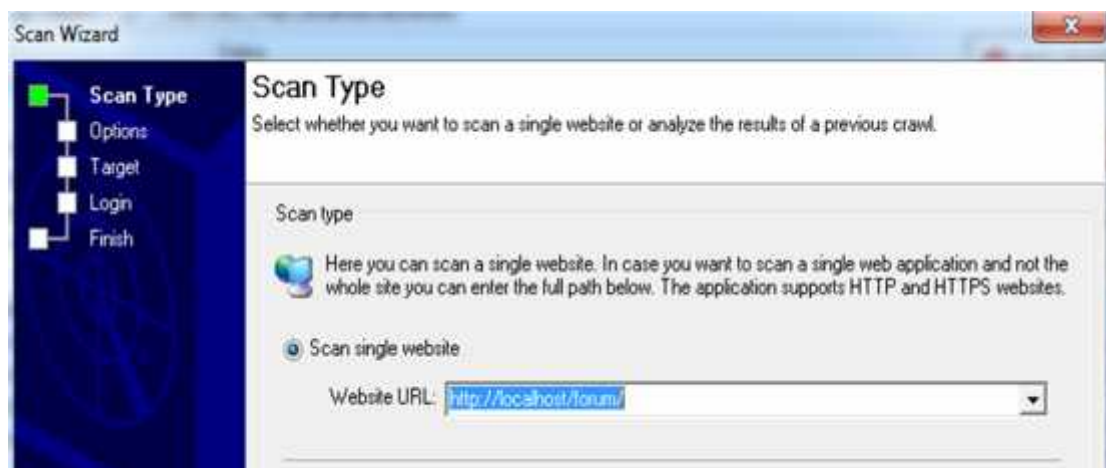 Scan Wizard
Scan Type
Options
Target
Login
Finish
Scan Type
Select whether you want to scan a single website or analyze the results of a previous crawl.
Scan type
Here you can scan a single website. In case you want to scan a single web application and not the
whole site you can enter the full path below. The application supports HTTP and HTTPS websites.
Scan single website
Website URL: http://localhost/forum/